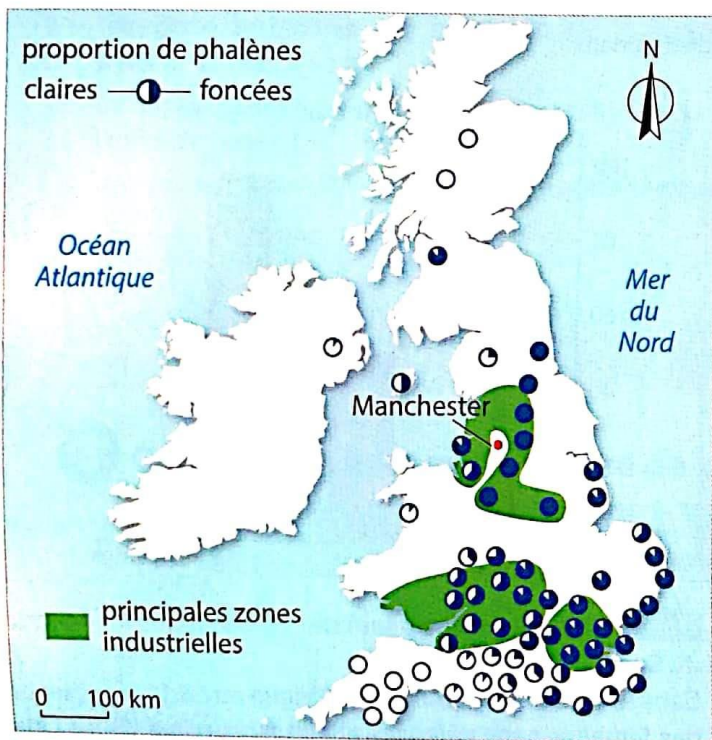 proportion de phalènes
claires foncées
N
Océan
Atlantique
Mer
du
Nord
Manchester
principales zones
industrielles
0 100 km